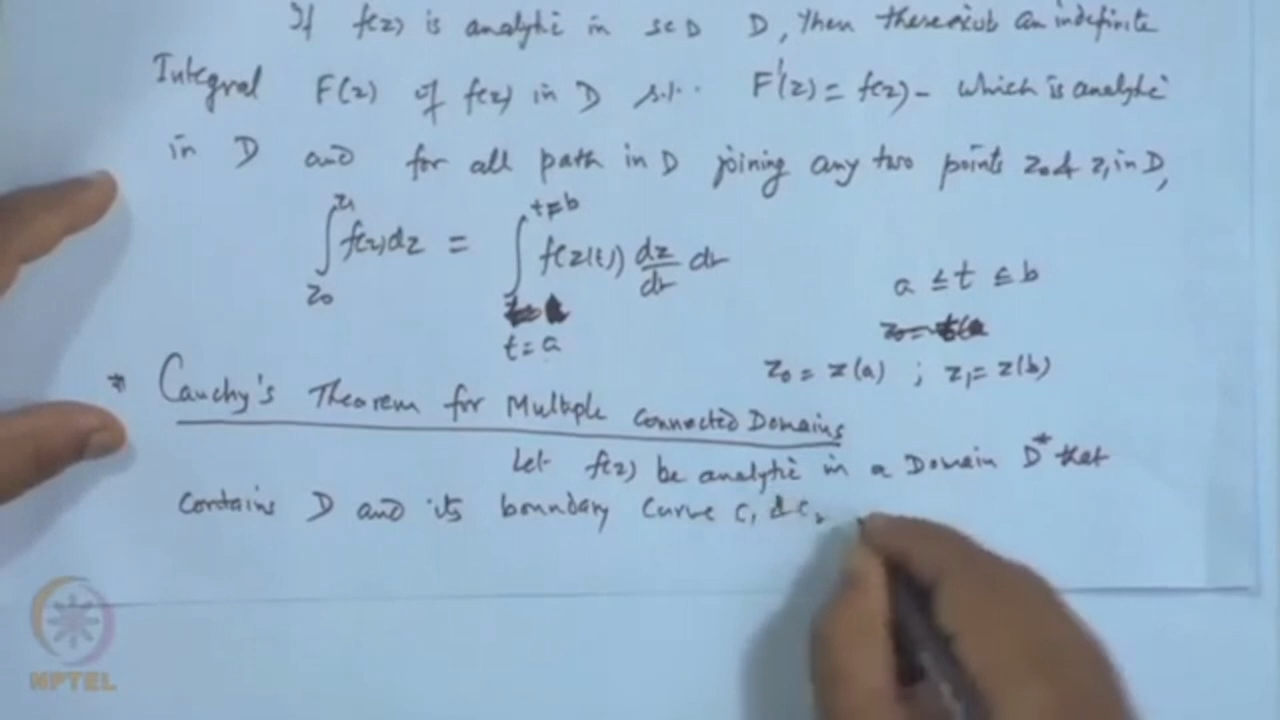 If f(z) is analytic in SCD D, then there exist an indefinite
Integral F(z) of f(z) in D s.t. F'(z) = f(z) - which is analytic
in D and for all path in D joining any two points z₀ & z₁ in D,
∫_{z₀}^{z₁} f(z)dz = ∫_{t=a}^{t=b} f(z(t)) dz/dt dt
a ≤ t ≤ b
z₀ = z(a) ; z₁ = z(b)
* Cauchy's Theorem for Multiple Connected Domains
Let f(z) be analytic in a Domain D* that
Contains D and its boundary Curve C₁ & C₂
NPTEL